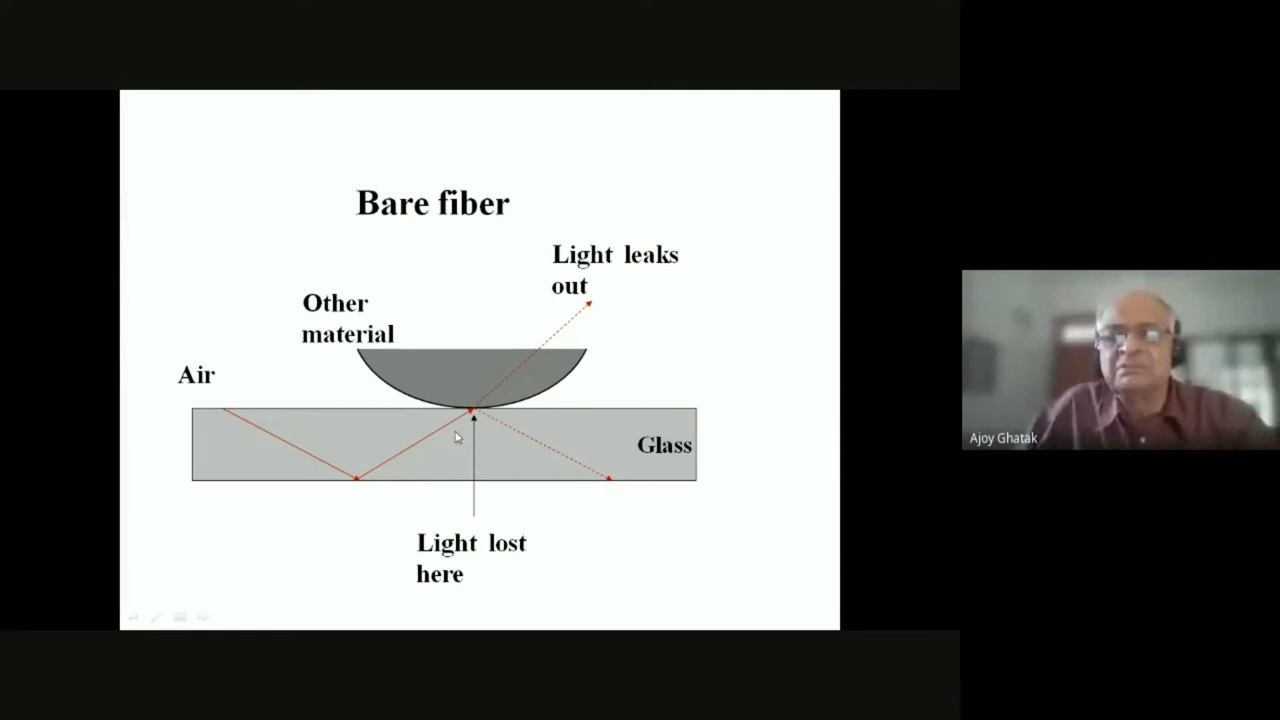 Bare fiber
Light leaks
out
Other
material
Air
Glass
Light lost
here
Ajoy Ghatak